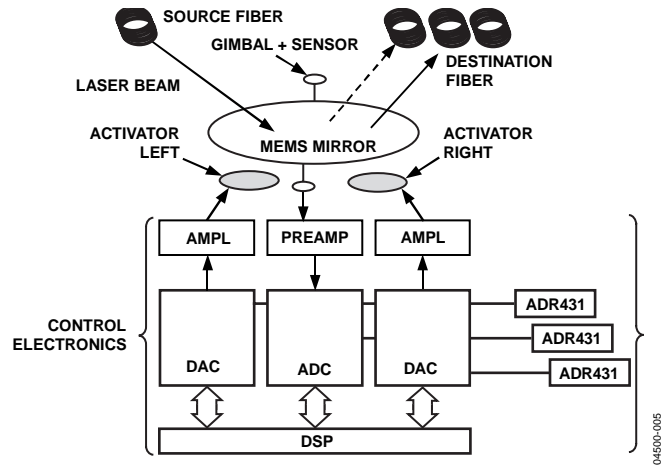 SOURCE FIBER
GIMBAL + SENSOR
DESTINATION
FIBER
LASER BEAM
ACTIVATOR
LEFT
MEMS MIRROR
ACTIVATOR
RIGHT
AMPL
PREAMP
AMPL
CONTROL
ELECTRONICS
DAC
ADC
DAC
ADR431
ADR431
ADR431
DSP
04500-005